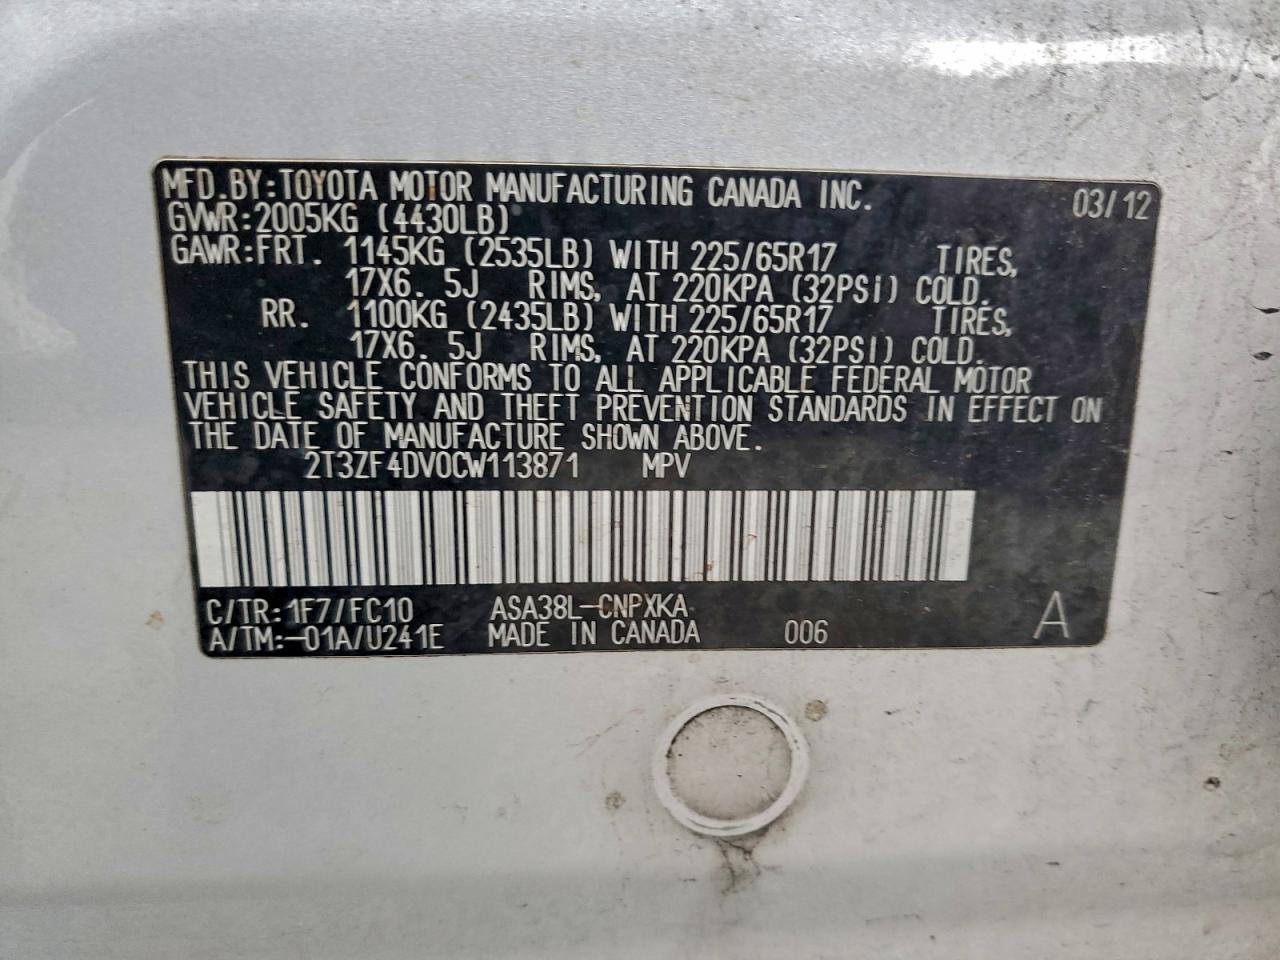 MFD.BY:TOYOTA MOTOR MANUFACTURING CANADA INC. 03/12
GVWR:2005KG (4430LB)
GAWR:FRT. 1145KG (2535LB) WITH 225/65R17 TIRES,
17X6.5J RIMS, AT 220KPA (32PSI) COLD.
RR. 1100KG (2435LB) WITH 225/65R17 TIRES,
17X6.5J RIMS, AT 220KPA (32PSI) COLD.
THIS VEHICLE CONFORMS TO ALL APPLICABLE FEDERAL MOTOR
VEHICLE SAFETY AND THEFT PREVENTION STANDARDS IN EFFECT ON
THE DATE OF MANUFACTURE SHOWN ABOVE.
2T3ZF4DV0CW113871 MPV
C/TR:1F7/FC10 ASA38L-CNPXKA
A/TM:-01A/U241E MADE IN CANADA 006 A